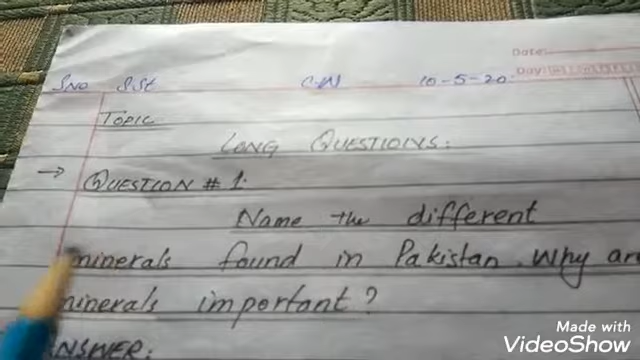 Date:
Day:
SNO SSt C.W 10-5-20
TOPIC
LONG QUESTIONS:
→ QUESTION # 1:
Name the different
minerals found in Pakistan. Why are
minerals important?
ANSWER:
Made with
VideoShow